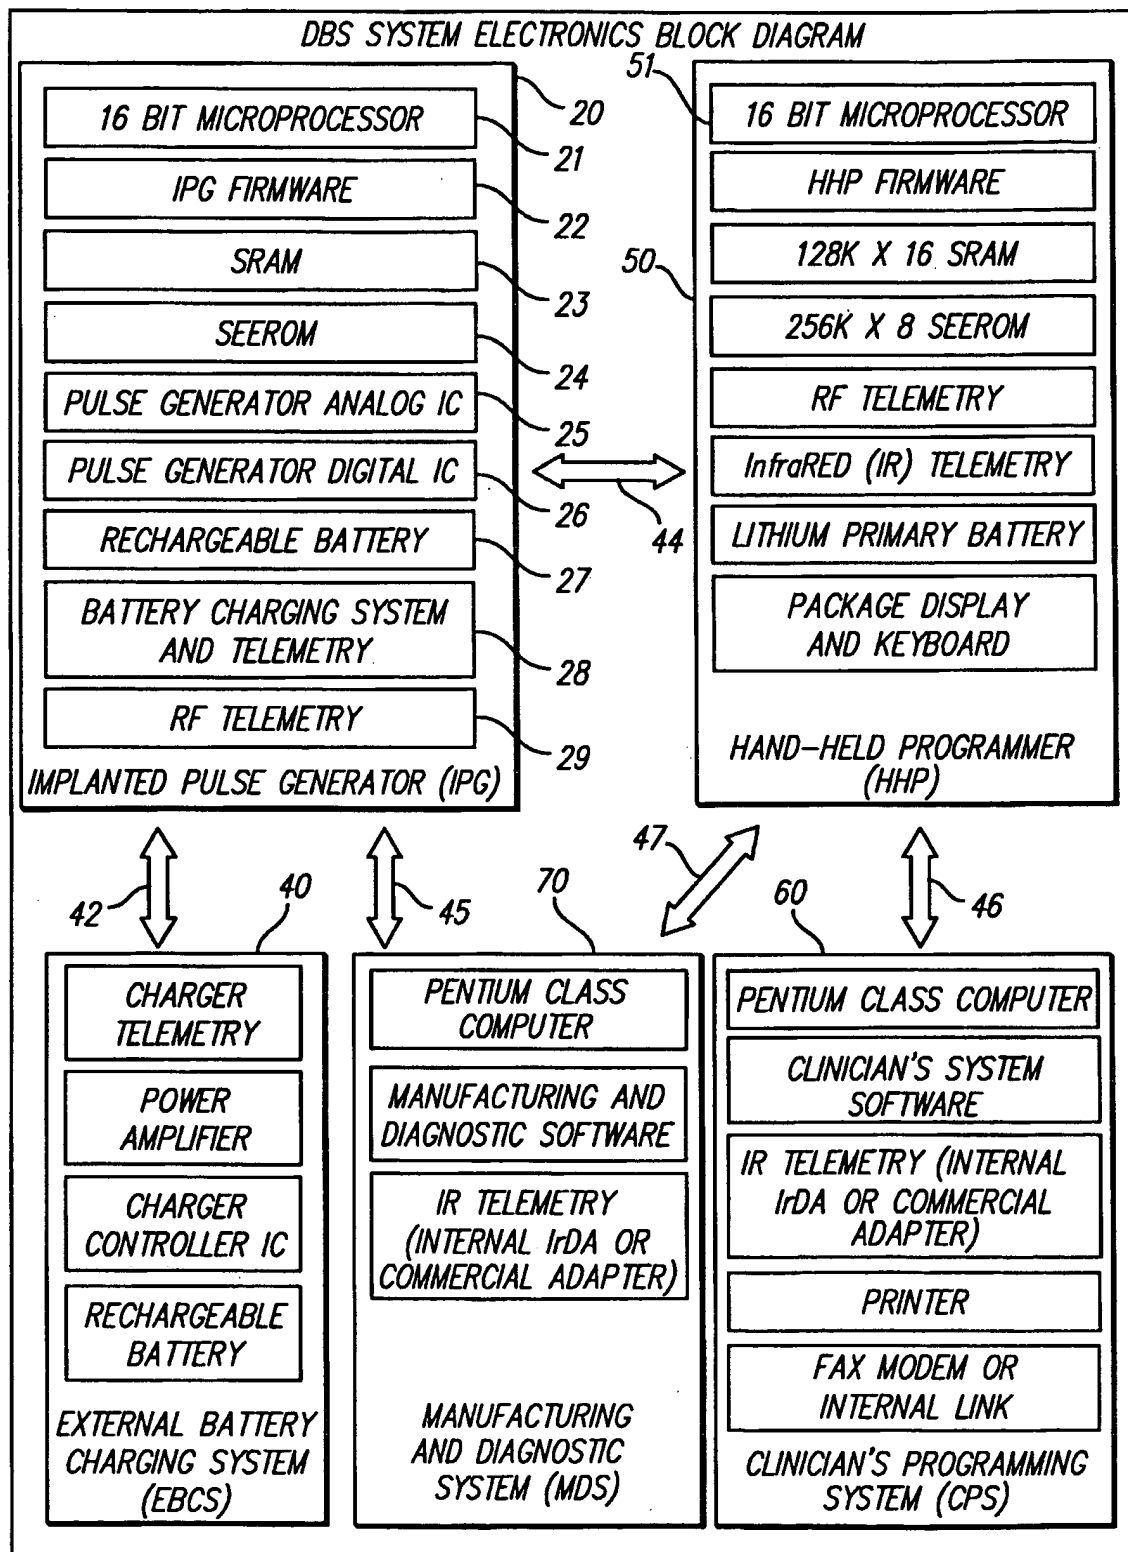 DBS SYSTEM ELECTRONICS BLOCK DIAGRAM
20
16 BIT MICROPROCESSOR
21
IPG FIRMWARE
22
SRAM
23
SEEROM
24
PULSE GENERATOR ANALOG IC
25
PULSE GENERATOR DIGITAL IC
26
RECHARGEABLE BATTERY
27
BATTERY CHARGING SYSTEM
AND TELEMETRY
28
RF TELEMETRY
29
IMPLANTED PULSE GENERATOR (IPG)
44
51
16 BIT MICROPROCESSOR
HHP FIRMWARE
50
128K X 16 SRAM
256K X 8 SEEROM
RF TELEMETRY
InfraRED (IR) TELEMETRY
LITHIUM PRIMARY BATTERY
PACKAGE DISPLAY
AND KEYBOARD
HAND-HELD PROGRAMMER
(HHP)
42
45
47
46
40
CHARGER
TELEMETRY
POWER
AMPLIFIER
CHARGER
CONTROLLER IC
RECHARGEABLE
BATTERY
EXTERNAL BATTERY
CHARGING SYSTEM
(EBCS)
70
PENTIUM CLASS
COMPUTER
MANUFACTURING AND
DIAGNOSTIC SOFTWARE
IR TELEMETRY
(INTERNAL IrDA OR
COMMERCIAL ADAPTER)
MANUFACTURING
AND DIAGNOSTIC
SYSTEM (MDS)
60
PENTIUM CLASS COMPUTER
CLINICIAN'S SYSTEM
SOFTWARE
IR TELEMETRY (INTERNAL
IrDA OR COMMERCIAL
ADAPTER)
PRINTER
FAX MODEM OR
INTERNAL LINK
CLINICIAN'S PROGRAMMING
SYSTEM (CPS)